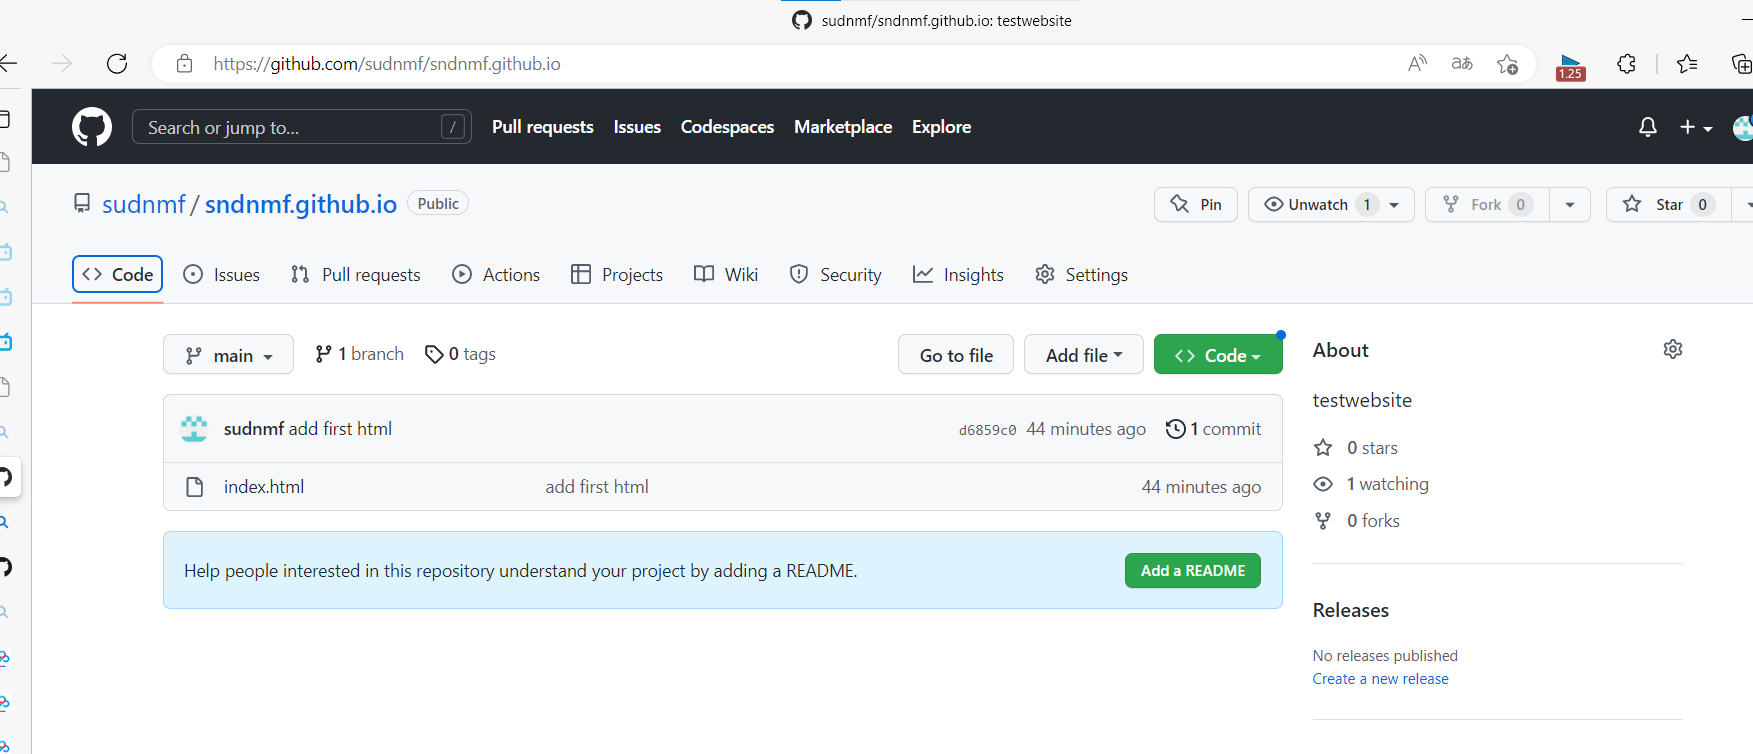 sudnmf/sndnmf.github.io: testwebsite
https://github.com/sudnmf/sndnmf.github.io
1.25
Search or jump to...
/
Pull requests Issues Codespaces Marketplace Explore
sudnmf / sndnmf.github.io Public
Pin Unwatch 1 Fork 0 Star 0
Code Issues Pull requests Actions Projects Wiki Security Insights Settings
main 1 branch 0 tags
Go to file Add file Code
sudnmf add first html d6859c0 44 minutes ago 1 commit
index.html add first html 44 minutes ago
Help people interested in this repository understand your project by adding a README.
Add a README
About
testwebsite
0 stars
1 watching
0 forks
Releases
No releases published
Create a new release